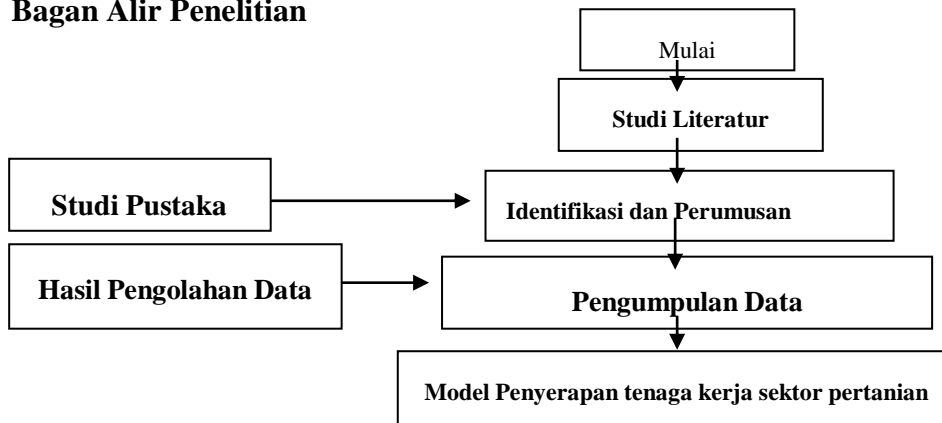 Bagan Alir Penelitian
Mulai
Studi Literatur
Studi Pustaka
Identifikasi dan Perumusan
Hasil Pengolahan Data
Pengumpulan Data
Model Penyerapan tenaga kerja sektor pertanian